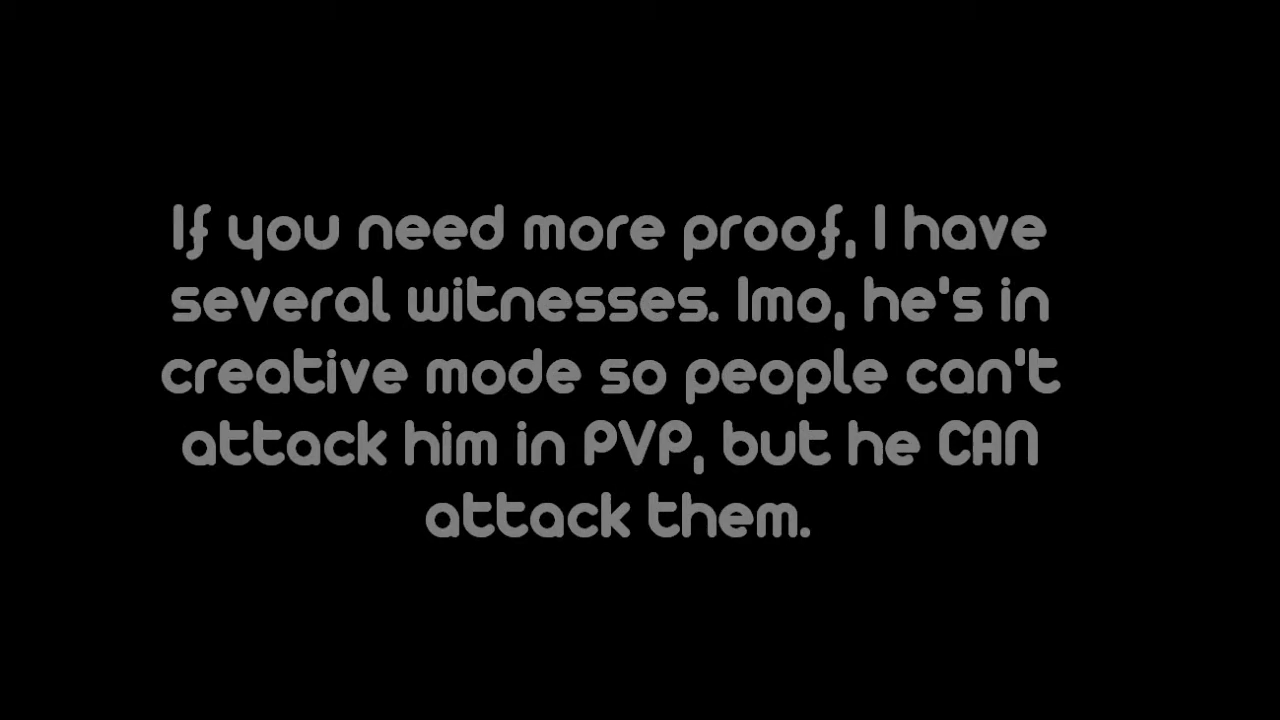 If you need more proof, I have
several witnesses. Imo, he's in
creative mode so people can't
attack him in PVP, but he CAN
attack them.